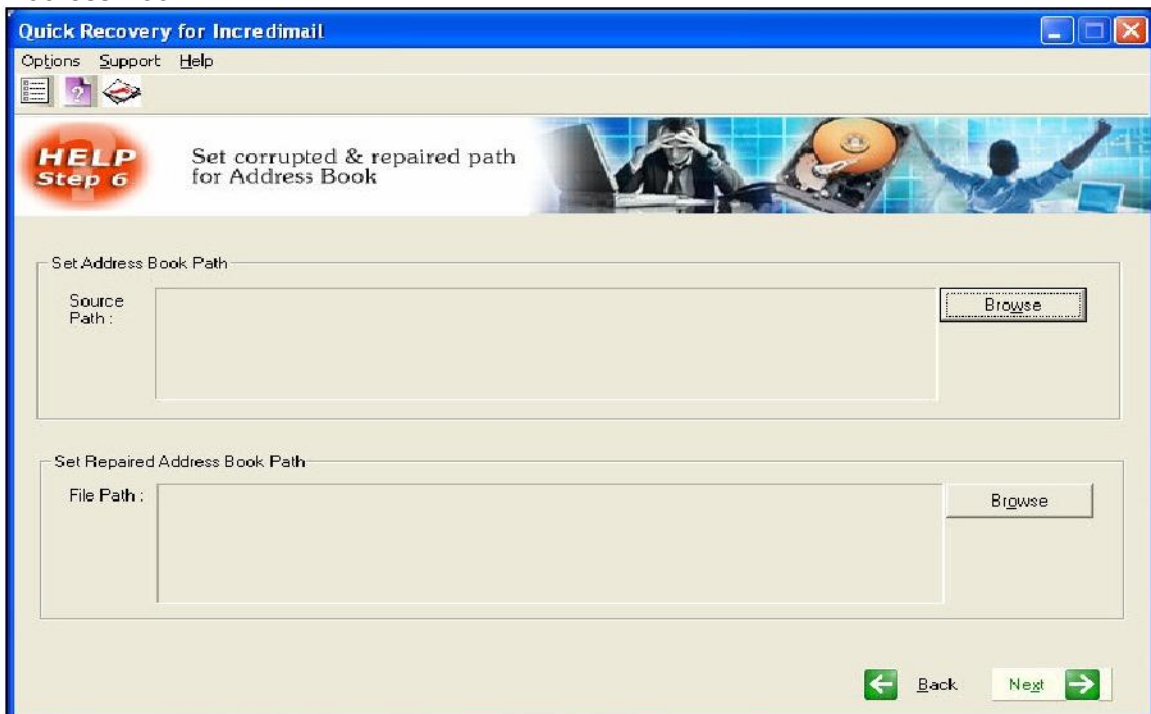 Quick Recovery for Incredimail
Options Support Help
HELP
Step 6
Set corrupted & repaired path
for Address Book
Set Address Book Path
Source
Path :
Browse
Set Repaired Address Book Path
File Path :
Browse
Back
Next